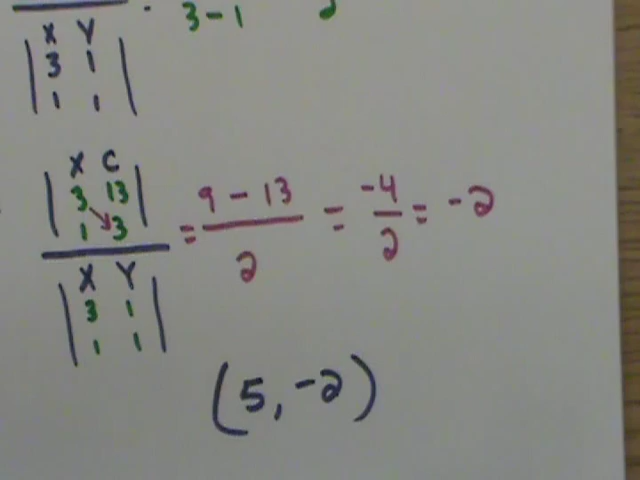 3 - 1 2
X Y
3 1
1 1
X C
3 13
1 3
= 9 - 13 / 2 = -4 / 2 = -2
X Y
3 1
1 1
(5, -2)